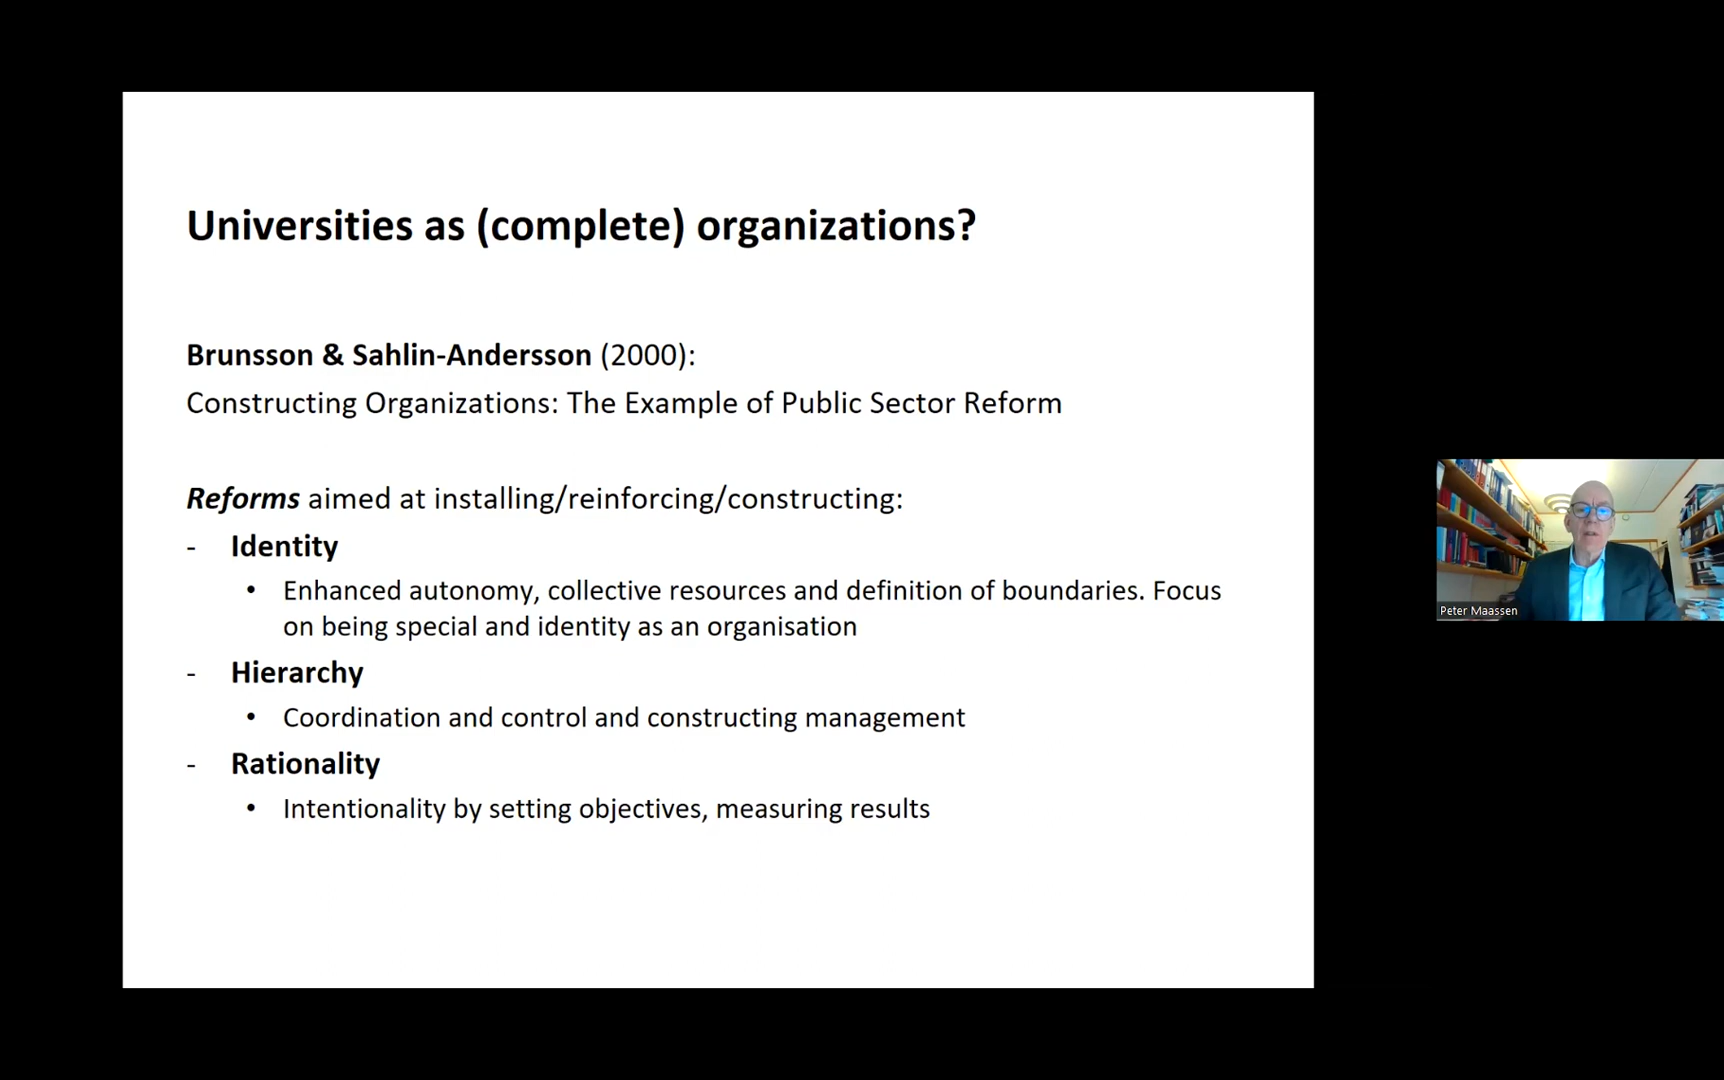 Universities as (complete) organizations?
Brunsson & Sahlin-Andersson (2000):
Constructing Organizations: The Example of Public Sector Reform
Reforms aimed at installing/reinforcing/constructing:
- Identity
• Enhanced autonomy, collective resources and definition of boundaries. Focus
on being special and identity as an organisation
- Hierarchy
• Coordination and control and constructing management
- Rationality
• Intentionality by setting objectives, measuring results
Peter Maassen